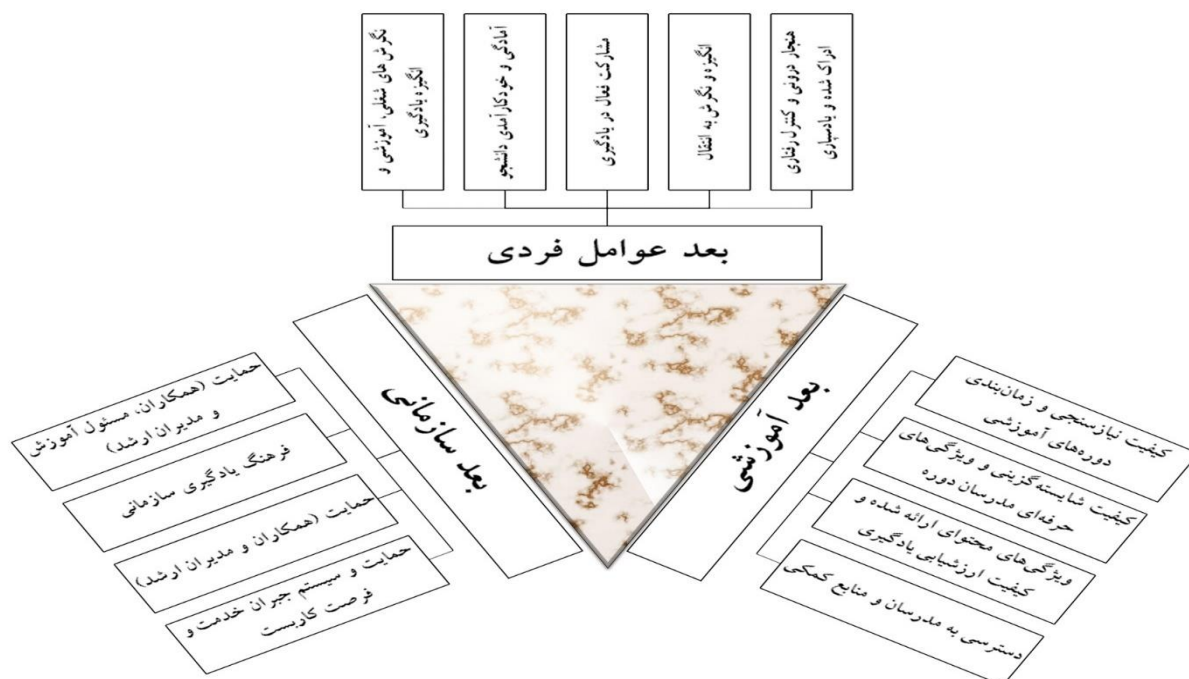 هنجار درونی و کنترل رفتاری
ادراک شده و یادسپاری
انگیزه و نگرش به انتقال
مشارکت فعال در یادگیری
آمادگی و خودکارآمدی دانشجو
نگرش های شغلی، آموزشی و
انگیزه یادگیری
بعد عوامل فردی
بعد آموزشی
کیفیت نیازسنجی و زمان‌بندی
دوره‌های آموزشی
کیفیت شایسته‌گزینی و ویژگی‌های
حرفه‌ای مدرسان دوره
ویژگی‌های محتوای ارائه شده و
کیفیت ارزشیابی یادگیری
دسترسی به مدرسان و منابع کمکی
بعد سازمانی
حمایت (همکاران، مسئول آموزش
و مدیران ارشد)
فرهنگ یادگیری سازمانی
حمایت (همکاران و مدیران ارشد)
حمایت و سیستم جبران خدمت و
فرصت کاربست